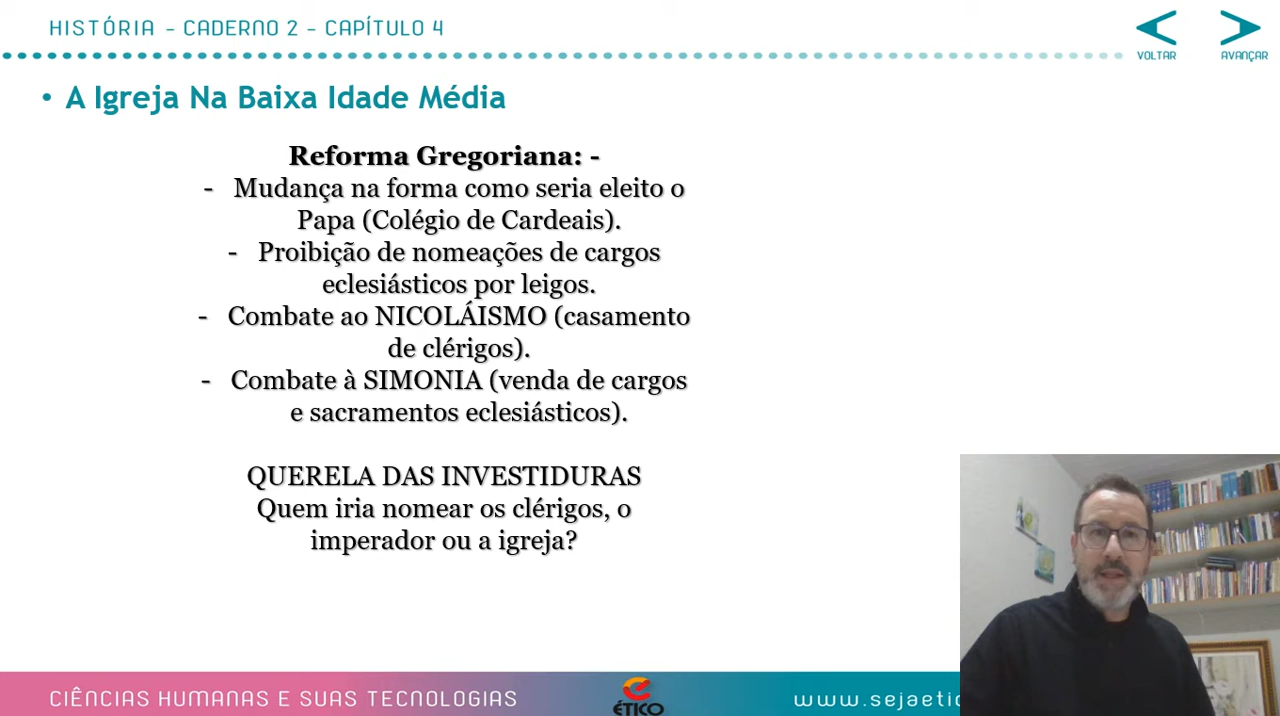 HISTÓRIA - CADERNO 2 - CAPÍTULO 4
VOLTAR
AVANÇAR
• A Igreja Na Baixa Idade Média
Reforma Gregoriana: -
- Mudança na forma como seria eleito o
Papa (Colégio de Cardeais).
- Proibição de nomeações de cargos
eclesiásticos por leigos.
- Combate ao NICOLÁISMO (casamento
de clérigos).
- Combate à SIMONIA (venda de cargos
e sacramentos eclesiásticos).
QUERELA DAS INVESTIDURAS
Quem iria nomear os clérigos, o
imperador ou a igreja?
CIÊNCIAS HUMANAS E SUAS TECNOLOGIAS
ÉTICO
www.sejaetic